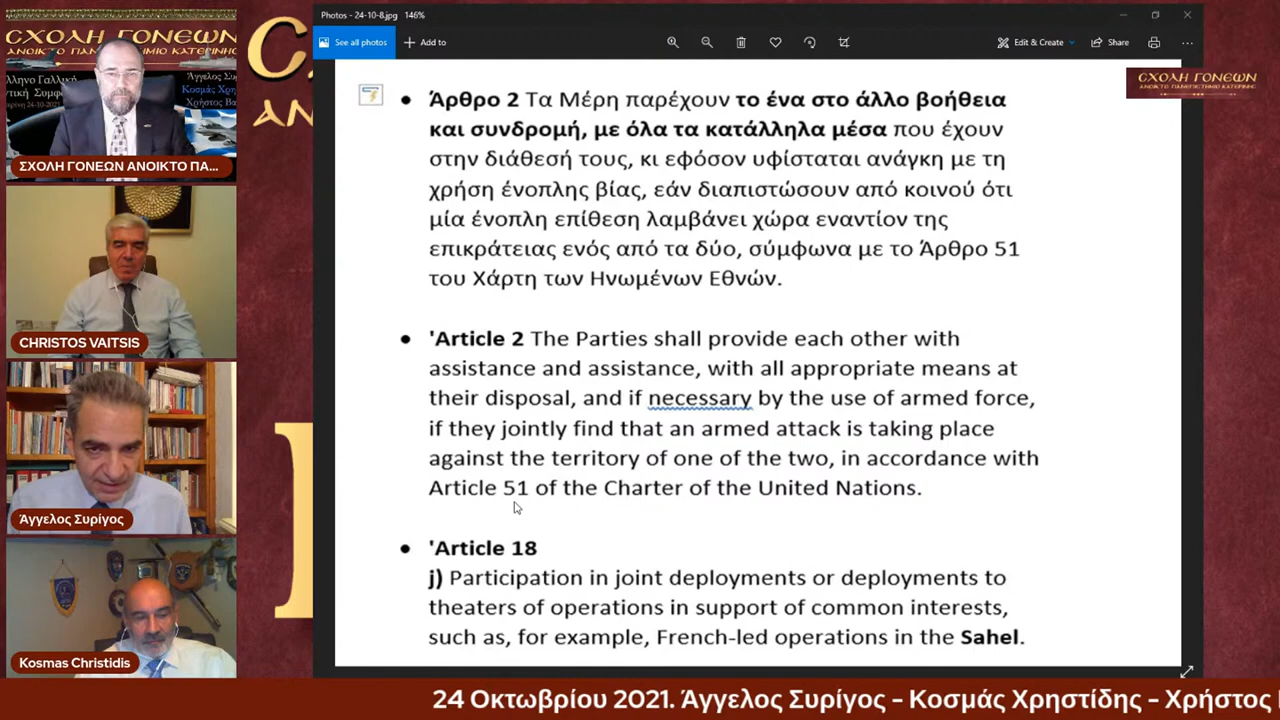 ΣΧΟΛΗ ΓΟΝΕΩΝ
ΑΝΟΙΚΤΟ ΠΑΝΕΠΙΣΤΗΜΙΟ ΚΑΤΕΡΙΝΗΣ
ΣΧΟΛΗ ΓΟΝΕΩΝ ΑΝΟΙΚΤΟ ΠΑ...
CHRISTOS VAITSIS
Άγγελος Συρίγος
Kosmas Christidis
Photos - 24-10-8.jpg 146%
See all photos
Add to
Edit & Create
Share
ΣΧΟΛΗ ΓΟΝΕΩΝ
ΑΝΟΙΚΤΟ ΠΑΝΕΠΙΣΤΗΜΙΟ ΚΑΤΕΡΙΝΗΣ
• Άρθρο 2 Τα Μέρη παρέχουν το ένα στο άλλο βοήθεια
και συνδρομή, με όλα τα κατάλληλα μέσα που έχουν
στην διάθεσή τους, κι εφόσον υφίσταται ανάγκη με τη
χρήση ένοπλης βίας, εάν διαπιστώσουν από κοινού ότι
μία ένοπλη επίθεση λαμβάνει χώρα εναντίον της
επικράτειας ενός από τα δύο, σύμφωνα με το Άρθρο 51
του Χάρτη των Ηνωμένων Εθνών.
• 'Article 2 The Parties shall provide each other with
assistance and assistance, with all appropriate means at
their disposal, and if necessary by the use of armed force,
if they jointly find that an armed attack is taking place
against the territory of one of the two, in accordance with
Article 51 of the Charter of the United Nations.
• 'Article 18
j) Participation in joint deployments or deployments to
theaters of operations in support of common interests,
such as, for example, French-led operations in the Sahel.
24 Οκτωβρίου 2021. Άγγελος Συρίγος - Κοσμάς Χρηστίδης - Χρήστος